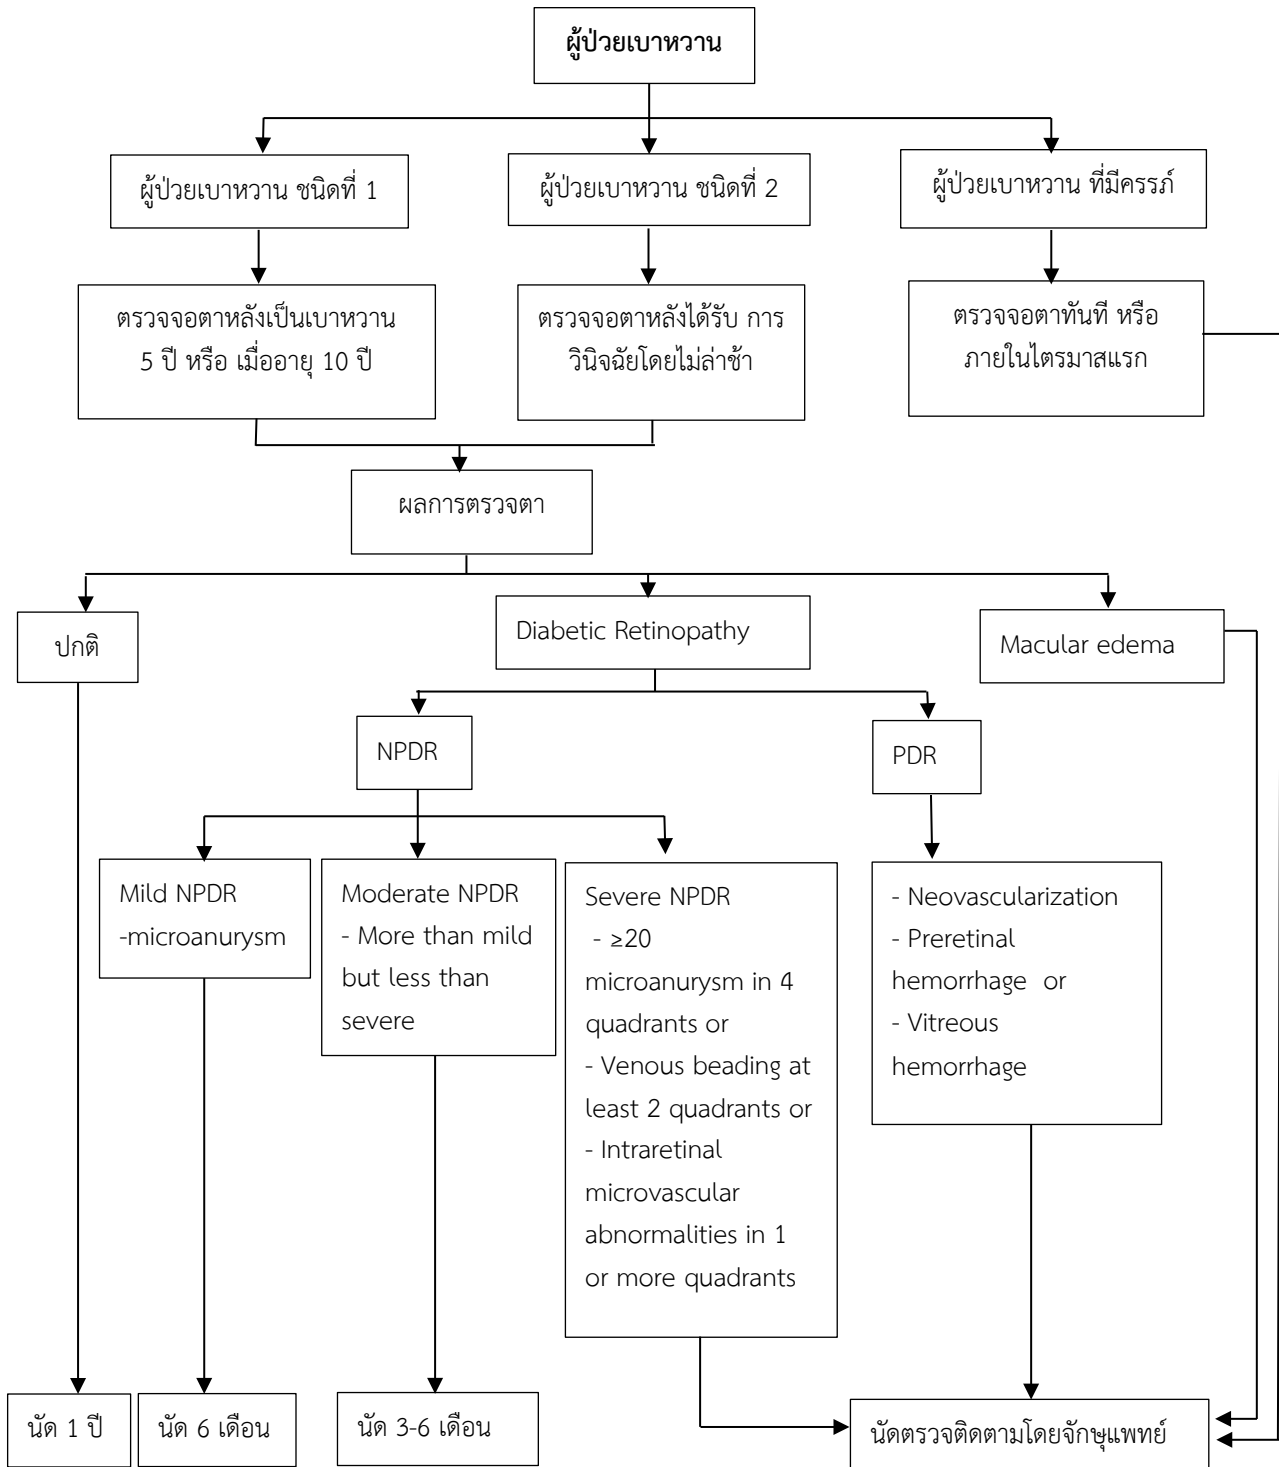 ผู้ป่วยเบาหวาน
ผู้ป่วยเบาหวาน ชนิดที่ 1
ผู้ป่วยเบาหวาน ชนิดที่ 2
ผู้ป่วยเบาหวาน ที่มีครรภ์
ตรวจจอตาหลังเป็นเบาหวาน
5 ปี หรือ เมื่ออายุ 10 ปี
ตรวจจอตาหลังได้รับ การ
วินิจฉัยโดยไม่ล่าช้า
ตรวจจอตาทันที หรือ
ภายในไตรมาสแรก
ผลการตรวจตา
ปกติ
Diabetic Retinopathy
Macular edema
NPDR
PDR
Mild NPDR
-microanurysm
Moderate NPDR
- More than mild
but less than
severe
Severe NPDR
- ≥20
microanurysm in 4
quadrants or
- Venous beading at
least 2 quadrants or
- Intraretinal
microvascular
abnormalities in 1
or more quadrants
- Neovascularization
- Preretinal
hemorrhage or
- Vitreous
hemorrhage
นัด 1 ปี
นัด 6 เดือน
นัด 3-6 เดือน
นัดตรวจติดตามโดยจักษุแพทย์